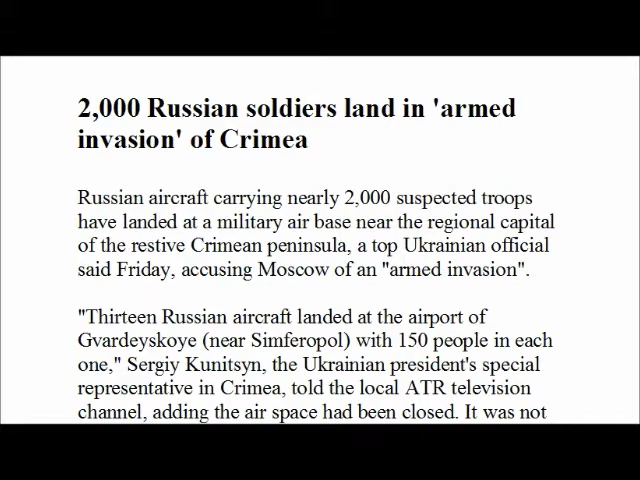 2,000 Russian soldiers land in 'armed
invasion' of Crimea
Russian aircraft carrying nearly 2,000 suspected troops
have landed at a military air base near the regional capital
of the restive Crimean peninsula, a top Ukrainian official
said Friday, accusing Moscow of an "armed invasion".
"Thirteen Russian aircraft landed at the airport of
Gvardeyskoye (near Simferopol) with 150 people in each
one," Sergiy Kunitsyn, the Ukrainian president's special
representative in Crimea, told the local ATR television
channel, adding the air space had been closed. It was not